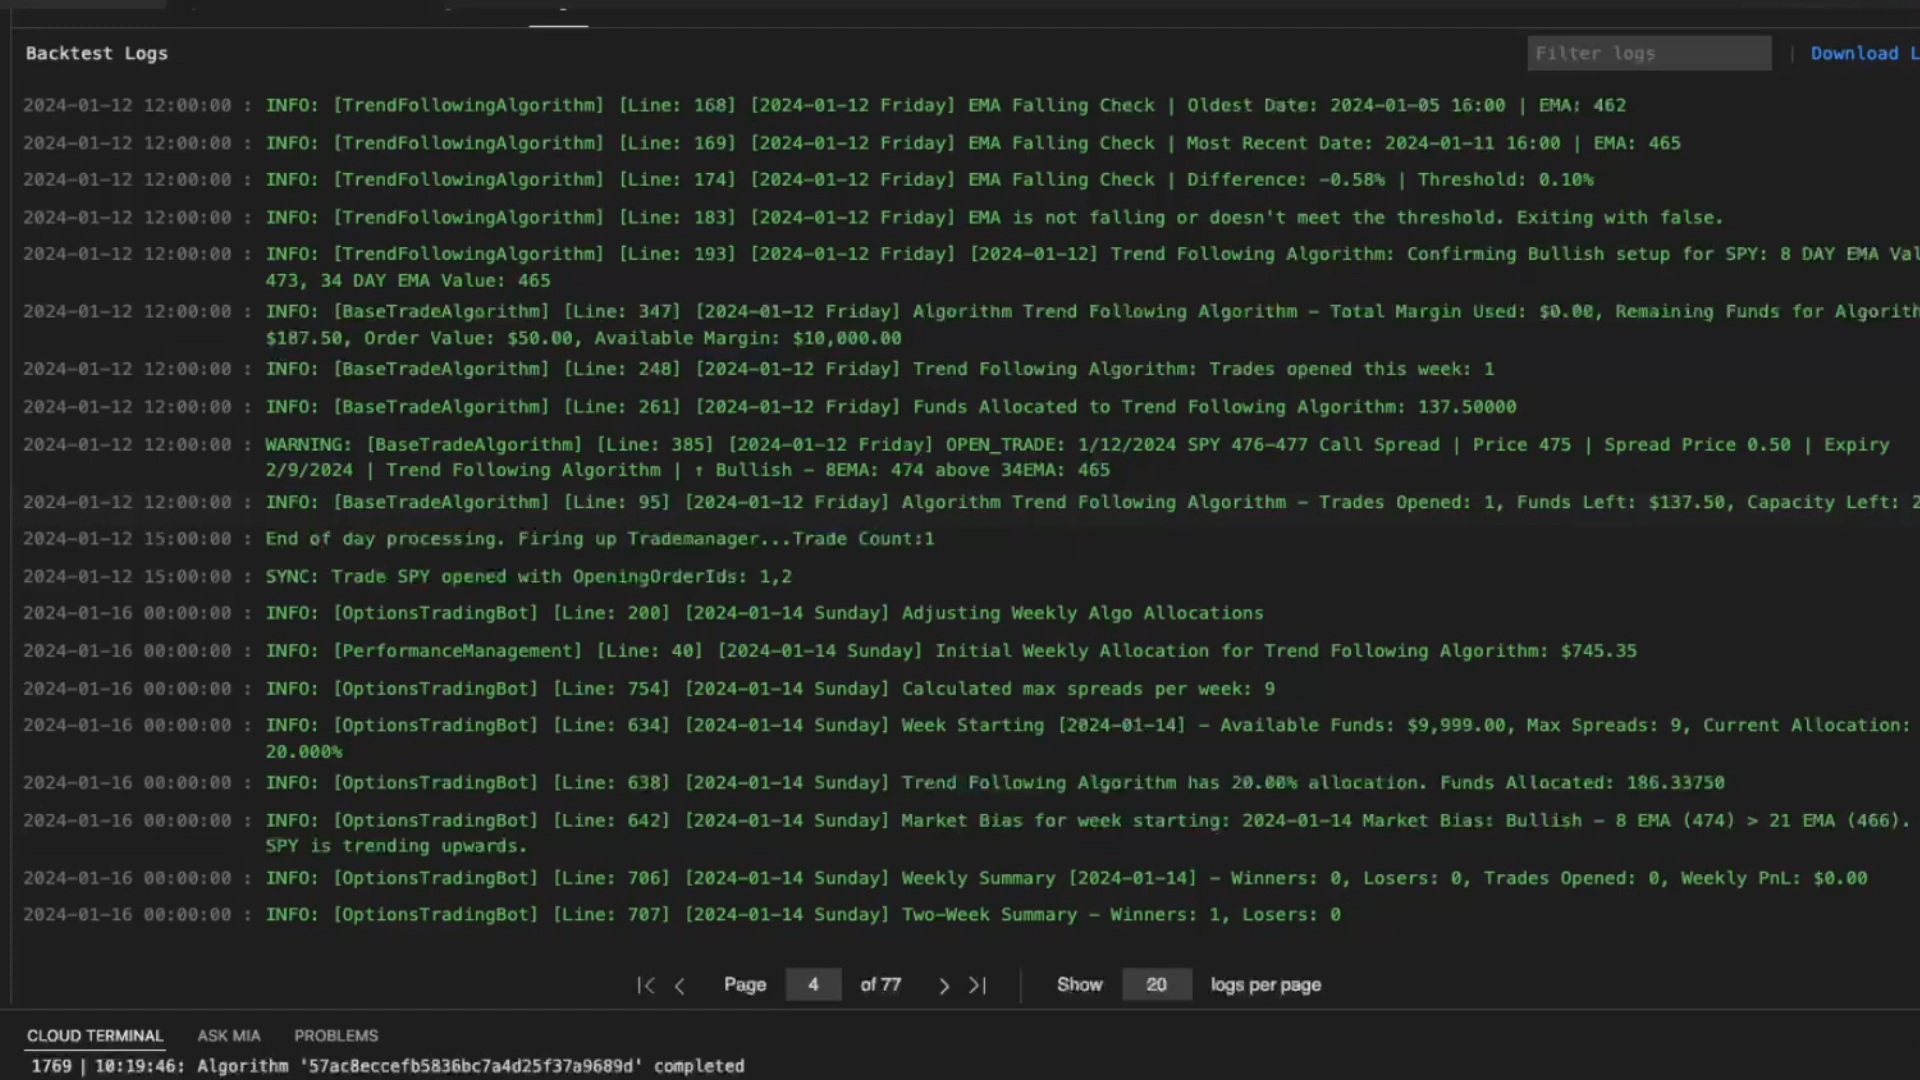 Backtest Logs
Filter logs | Download L
2024-01-12 12:00:00 : INFO: [TrendFollowingAlgorithm] [Line: 168] [2024-01-12 Friday] EMA Falling Check | Oldest Date: 2024-01-05 16:00 | EMA: 462
2024-01-12 12:00:00 : INFO: [TrendFollowingAlgorithm] [Line: 169] [2024-01-12 Friday] EMA Falling Check | Most Recent Date: 2024-01-11 16:00 | EMA: 465
2024-01-12 12:00:00 : INFO: [TrendFollowingAlgorithm] [Line: 174] [2024-01-12 Friday] EMA Falling Check | Difference: -0.58% | Threshold: 0.10%
2024-01-12 12:00:00 : INFO: [TrendFollowingAlgorithm] [Line: 183] [2024-01-12 Friday] EMA is not falling or doesn't meet the threshold. Exiting with false.
2024-01-12 12:00:00 : INFO: [TrendFollowingAlgorithm] [Line: 193] [2024-01-12 Friday] [2024-01-12] Trend Following Algorithm: Confirming Bullish setup for SPY: 8 DAY EMA Val
473, 34 DAY EMA Value: 465
2024-01-12 12:00:00 : INFO: [BaseTradeAlgorithm] [Line: 347] [2024-01-12 Friday] Algorithm Trend Following Algorithm - Total Margin Used: $0.00, Remaining Funds for Algorith
$187.50, Order Value: $50.00, Available Margin: $10,000.00
2024-01-12 12:00:00 : INFO: [BaseTradeAlgorithm] [Line: 248] [2024-01-12 Friday] Trend Following Algorithm: Trades opened this week: 1
2024-01-12 12:00:00 : INFO: [BaseTradeAlgorithm] [Line: 261] [2024-01-12 Friday] Funds Allocated to Trend Following Algorithm: 137.50000
2024-01-12 12:00:00 : WARNING: [BaseTradeAlgorithm] [Line: 385] [2024-01-12 Friday] OPEN_TRADE: 1/12/2024 SPY 476-477 Call Spread | Price 475 | Spread Price 0.50 | Expiry
2/9/2024 | Trend Following Algorithm | ↑ Bullish - 8EMA: 474 above 34EMA: 465
2024-01-12 12:00:00 : INFO: [BaseTradeAlgorithm] [Line: 95] [2024-01-12 Friday] Algorithm Trend Following Algorithm - Trades Opened: 1, Funds Left: $137.50, Capacity Left: 2
2024-01-12 15:00:00 : End of day processing. Firing up Trademanager...Trade Count:1
2024-01-12 15:00:00 : SYNC: Trade SPY opened with OpeningOrderIds: 1,2
2024-01-16 00:00:00 : INFO: [OptionsTradingBot] [Line: 200] [2024-01-14 Sunday] Adjusting Weekly Algo Allocations
2024-01-16 00:00:00 : INFO: [PerformanceManagement] [Line: 40] [2024-01-14 Sunday] Initial Weekly Allocation for Trend Following Algorithm: $745.35
2024-01-16 00:00:00 : INFO: [OptionsTradingBot] [Line: 754] [2024-01-14 Sunday] Calculated max spreads per week: 9
2024-01-16 00:00:00 : INFO: [OptionsTradingBot] [Line: 634] [2024-01-14 Sunday] Week Starting [2024-01-14] - Available Funds: $9,999.00, Max Spreads: 9, Current Allocation:
20.000%
2024-01-16 00:00:00 : INFO: [OptionsTradingBot] [Line: 638] [2024-01-14 Sunday] Trend Following Algorithm has 20.00% allocation. Funds Allocated: 186.33750
2024-01-16 00:00:00 : INFO: [OptionsTradingBot] [Line: 642] [2024-01-14 Sunday] Market Bias for week starting: 2024-01-14 Market Bias: Bullish - 8 EMA (474) > 21 EMA (466).
SPY is trending upwards.
2024-01-16 00:00:00 : INFO: [OptionsTradingBot] [Line: 706] [2024-01-14 Sunday] Weekly Summary [2024-01-14] - Winners: 0, Losers: 0, Trades Opened: 0, Weekly PnL: $0.00
2024-01-16 00:00:00 : INFO: [OptionsTradingBot] [Line: 707] [2024-01-14 Sunday] Two-Week Summary - Winners: 1, Losers: 0
Page 4 of 77 Show 20 logs per page
CLOUD TERMINAL ASK MIA PROBLEMS
1769 | 10:19:46: Algorithm '57ac8eccefb5836bc7a4d25f37a9689d' completed